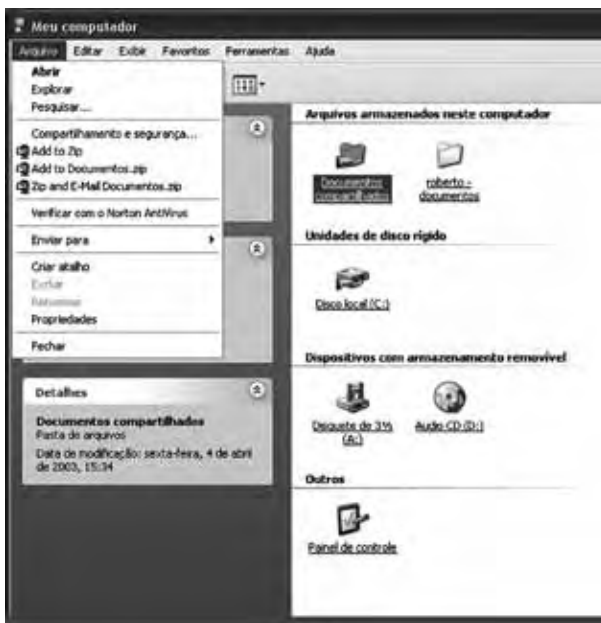 Meu computador
Arquivo Editar Exibir Favoritos Ferramentas Ajuda
Abrir
Explorar
Pesquisar...
Compartilhamento e segurança...
Add to Zip
Add to Documentos.zip
Zip and E-Mail Documentos.zip
Verificar com o Norton AntiVirus
Enviar para
Criar atalho
Excluir
Renomear
Propriedades
Fechar
Detalhes
Documentos compartilhados
Pasta de arquivos
Data de modificação: sexta-feira, 4 de abril
de 2003, 15:34
Arquivos armazenados neste computador
Documentos
compartilhados
roberto -
documentos
Unidades de disco rígido
Disco local (C:)
Dispositivos com armazenamento removível
Disquete de 3½
(A:)
Audio CD (D:)
Outros
Painel de controle